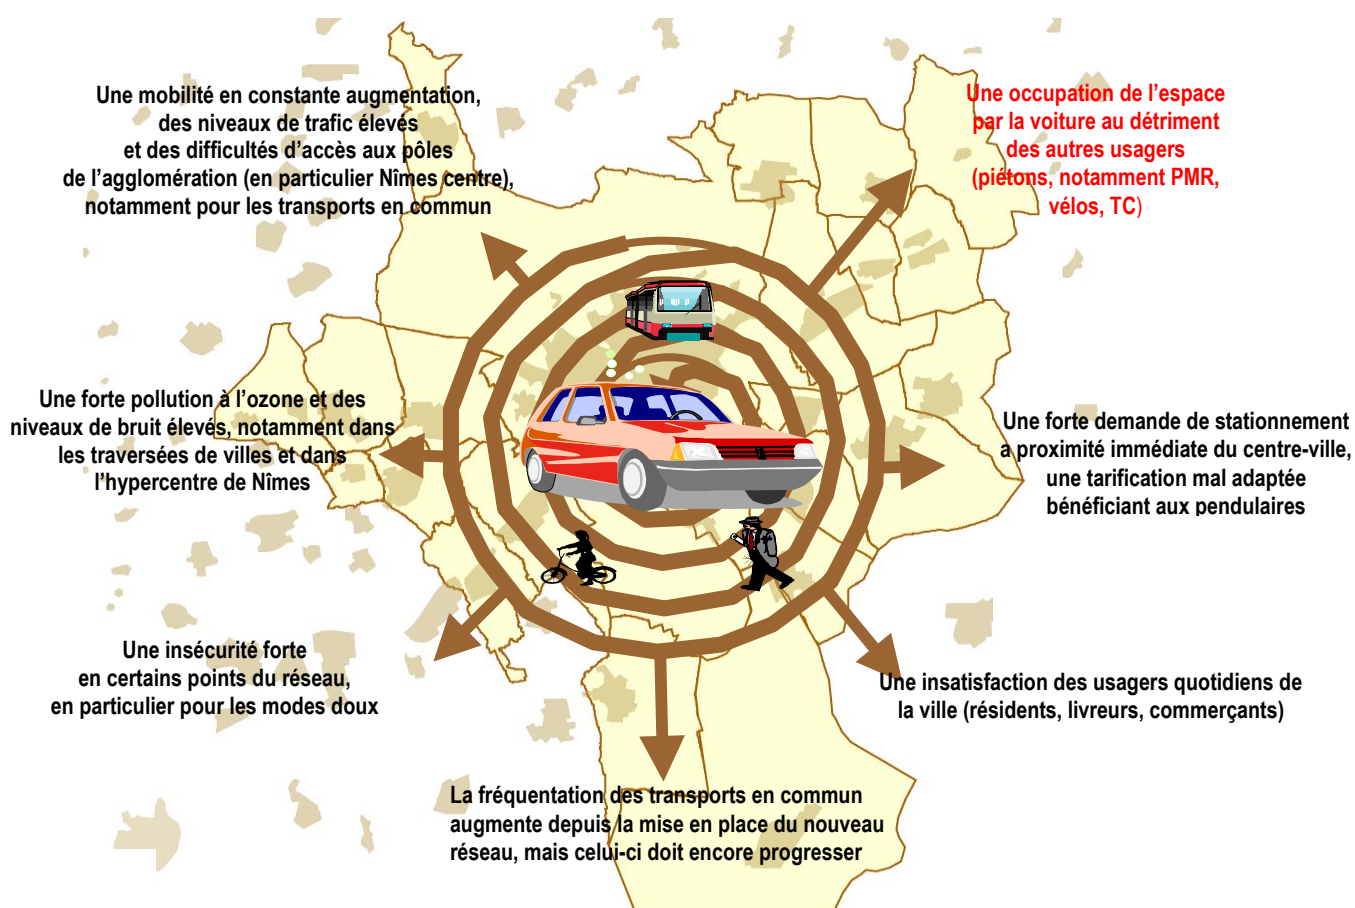 Une mobilité en constante augmentation,
des niveaux de trafic élevés
et des difficultés d'accès aux pôles
de l'agglomération (en particulier Nîmes centre),
notamment pour les transports en commun
Une occupation de l'espace
par la voiture au détriment
des autres usagers
(piétons, notamment PMR,
vélos, TC)
Une forte pollution à l'ozone et des
niveaux de bruit élevés, notamment dans
les traversées de villes et dans
l'hypercentre de Nîmes
Une forte demande de stationnement
a proximité immédiate du centre-ville,
une tarification mal adaptée
bénéficiant aux pendulaires
Une insécurité forte
en certains points du réseau,
en particulier pour les modes doux
Une insatisfaction des usagers quotidiens de
la ville (résidents, livreurs, commerçants)
La fréquentation des transports en commun
augmente depuis la mise en place du nouveau
réseau, mais celui-ci doit encore progresser